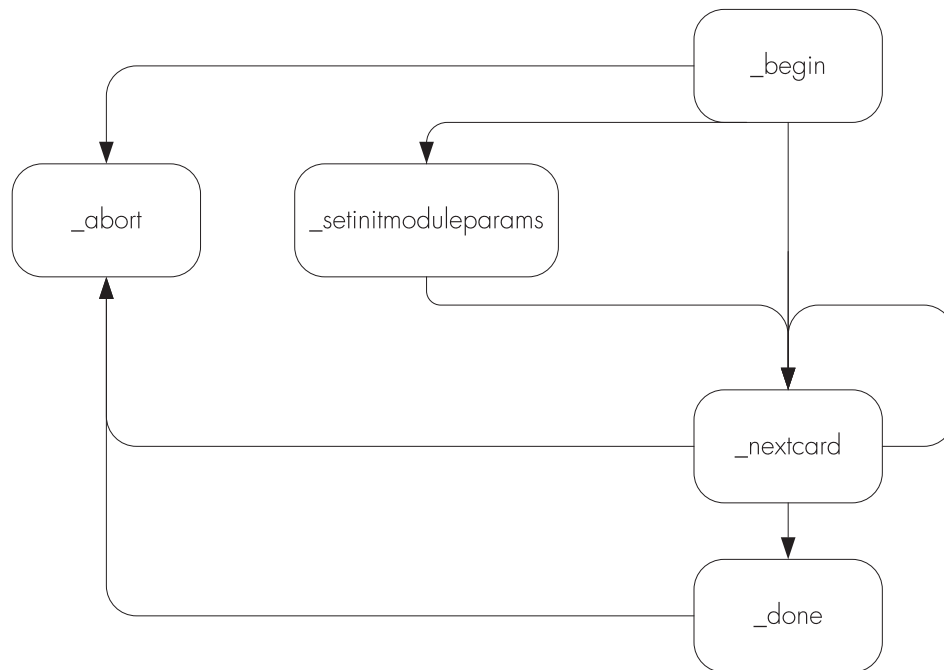 _begin
_abort
_setinitmoduleparams
_nextcard
_done